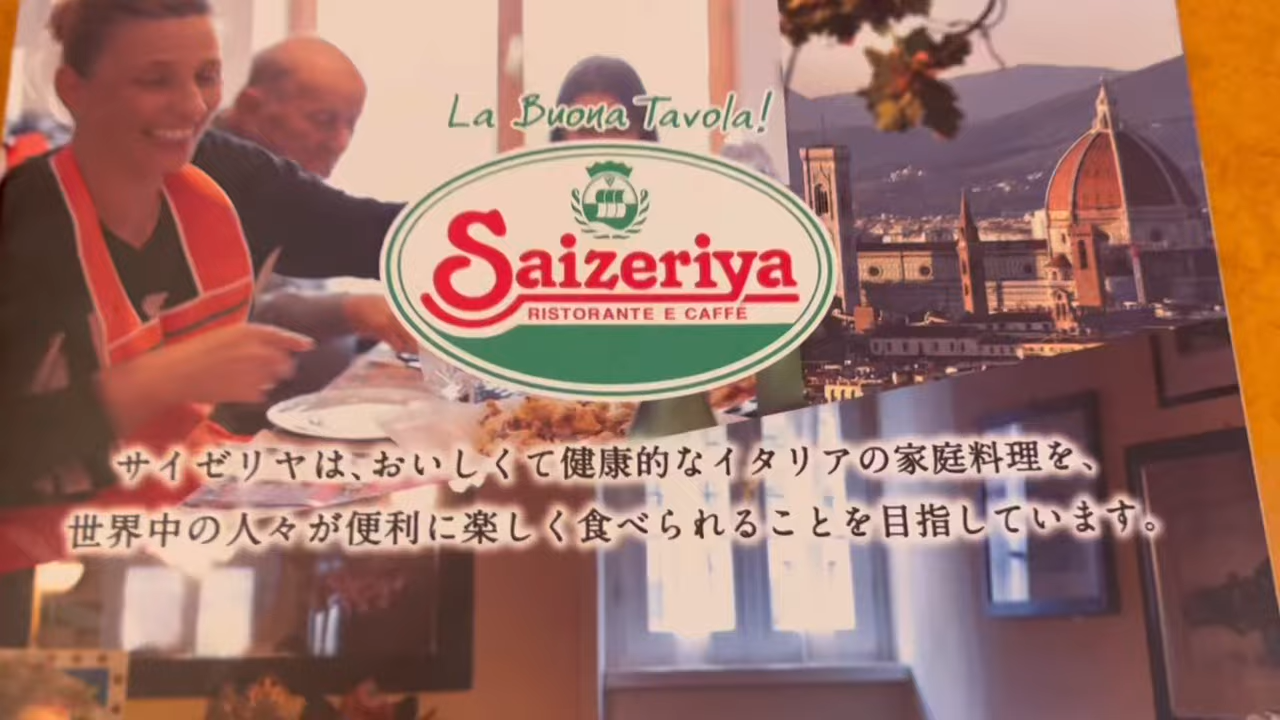 La Buona Tavola!
Saizeriya
RISTORANTE E CAFFÉ
サイゼリヤは、おいしくて健康的なイタリアの家庭料理を、
世界中の人々が便利に楽しく食べられることを目指しています。